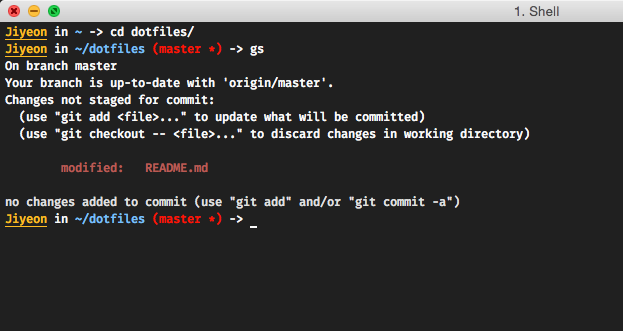 1. Shell
Jiyeon in ~ -> cd dotfiles/
Jiyeon in ~/dotfiles (master ★) -> gs
On branch master
Your branch is up-to-date with 'origin/master'.
Changes not staged for commit:
  (use "git add <file>..." to update what will be committed)
  (use "git checkout -- <file>..." to discard changes in working directory)
        modified:   README.md
no changes added to commit (use "git add" and/or "git commit -a")
Jiyeon in ~/dotfiles (master ★) -> _